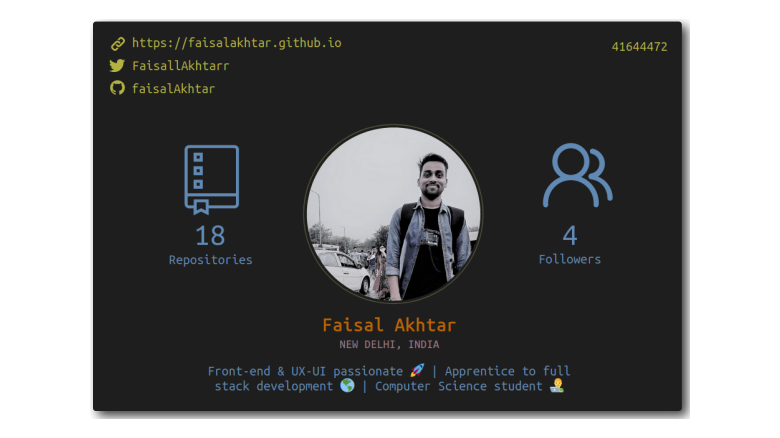 https://faisalakhtar.github.io
41644472
FaisallAkhtarr
faisalAkhtar
18
Repositories
4
Followers
Faisal Akhtar
NEW DELHI, INDIA
Front-end & UX-UI passionate 🚀 | Apprentice to full
stack development 🌎 | Computer Science student 👨‍💻